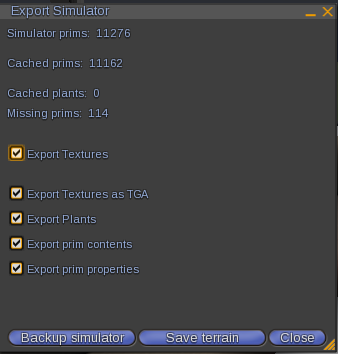 Export Simulator
Simulator prims: 11276
Cached prims: 11162
Cached plants: 0
Missing prims: 114
Export Textures
Export Textures as TGA
Export Plants
Export prim contents
Export prim properties
Backup simulator Save terrain Close